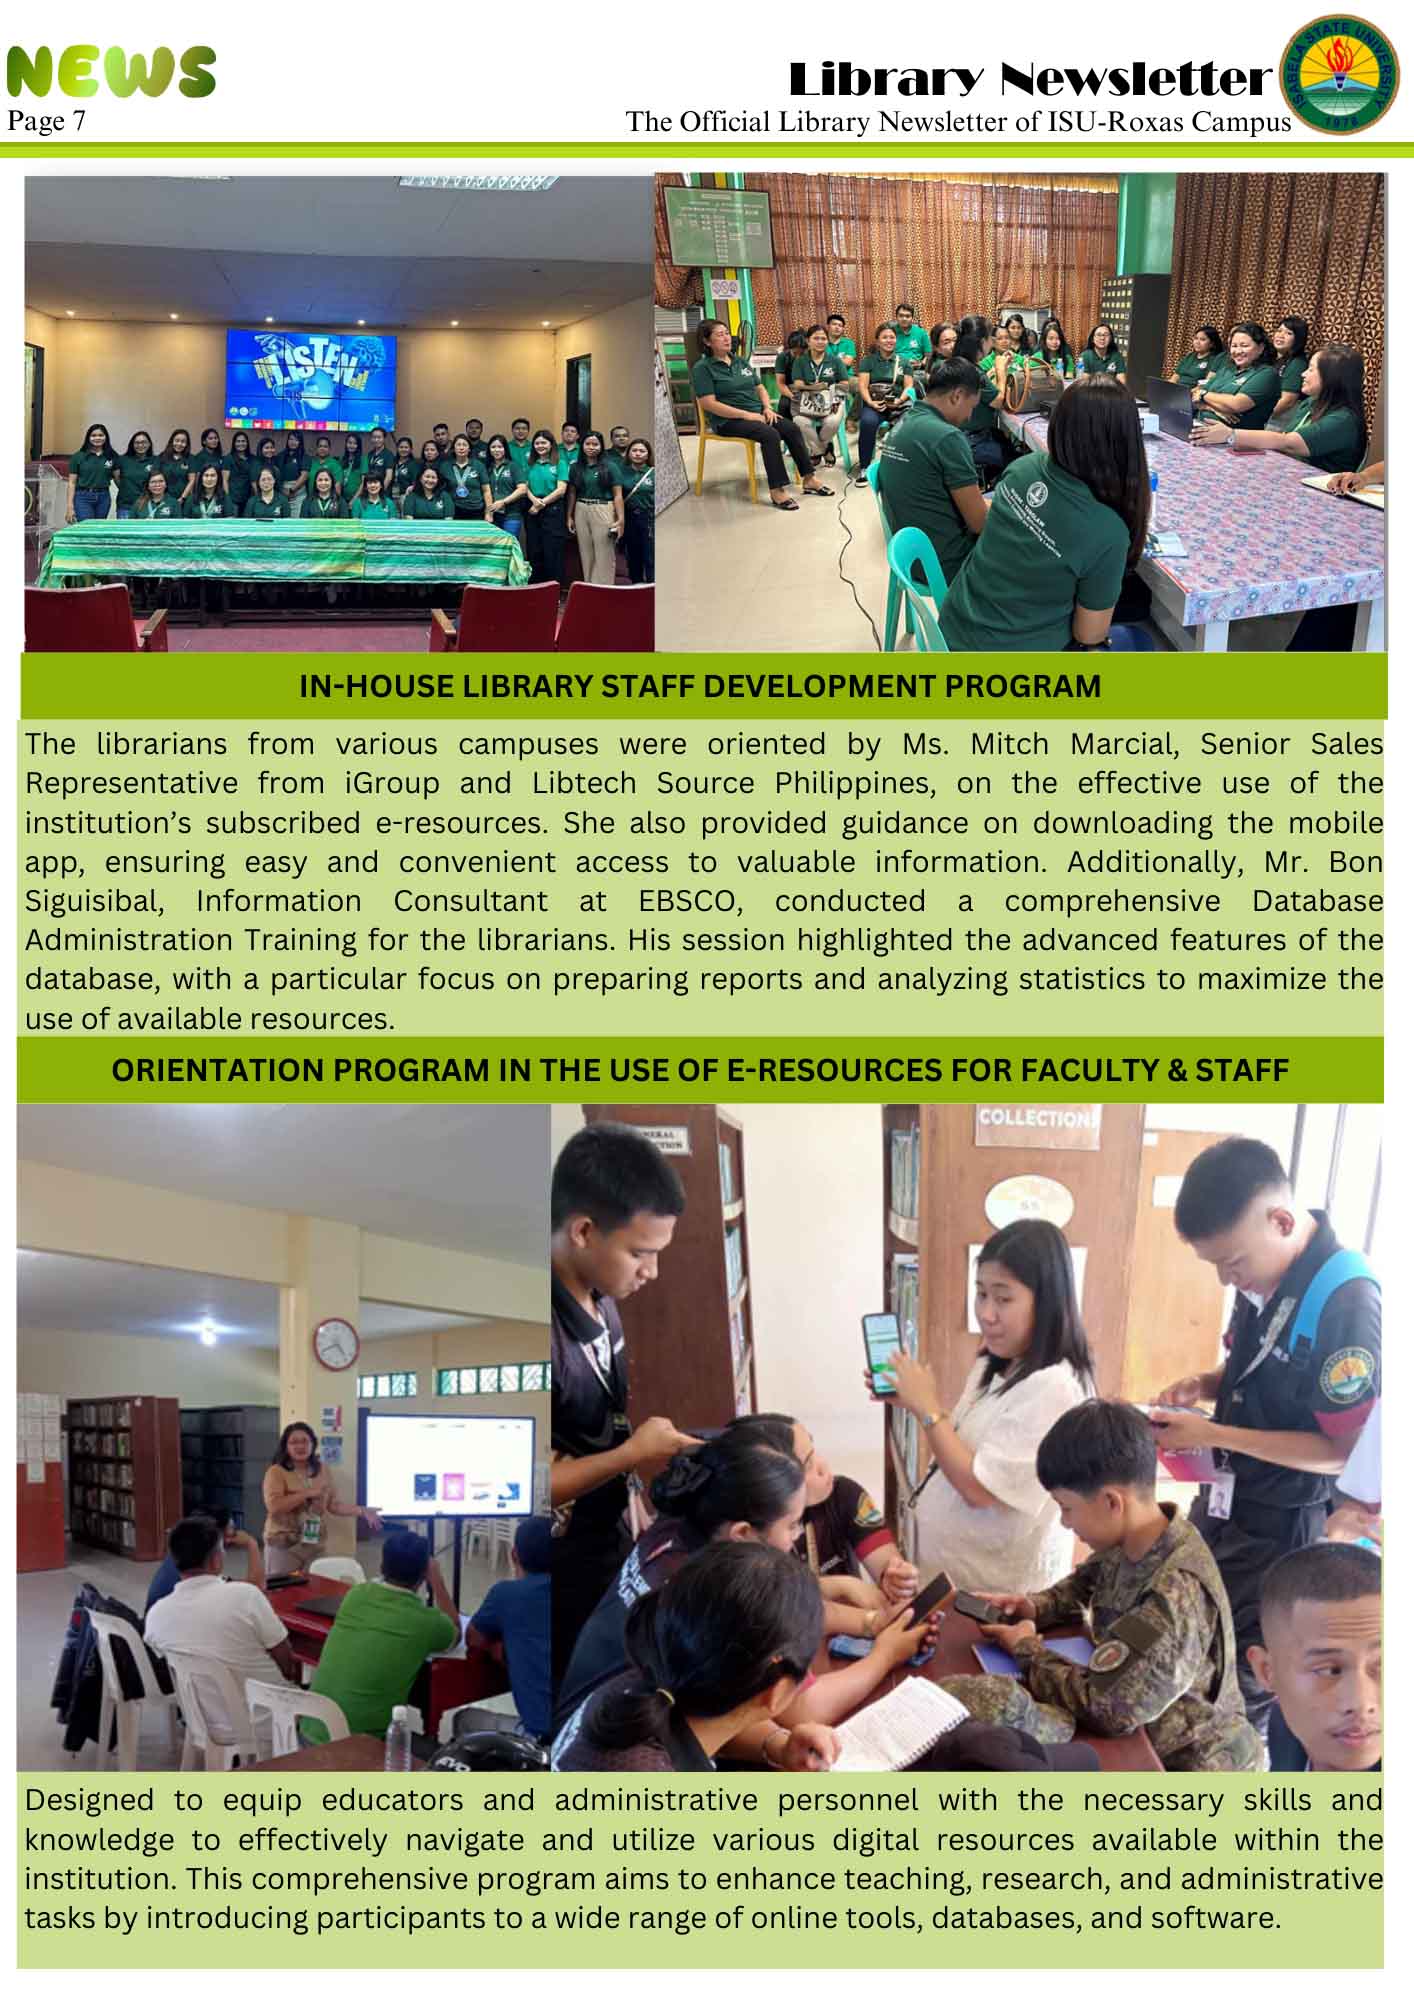 NEWS
Page 7
Library Newsletter
The Official Library Newsletter of ISU-Roxas Campus
ISABELA STATE UNIVERSITY
1978
LISTEN
IN-HOUSE LIBRARY STAFF DEVELOPMENT PROGRAM
The librarians from various campuses were oriented by Ms. Mitch Marcial, Senior Sales
Representative from iGroup and Libtech Source Philippines, on the effective use of the
institution’s subscribed e-resources. She also provided guidance on downloading the mobile
app, ensuring easy and convenient access to valuable information. Additionally, Mr. Bon
Siguisibal, Information Consultant at EBSCO, conducted a comprehensive Database
Administration Training for the librarians. His session highlighted the advanced features of the
database, with a particular focus on preparing reports and analyzing statistics to maximize the
use of available resources.
ORIENTATION PROGRAM IN THE USE OF E-RESOURCES FOR FACULTY & STAFF
COLLECTIONS
EVO
Designed to equip educators and administrative personnel with the necessary skills and
knowledge to effectively navigate and utilize various digital resources available within the
institution. This comprehensive program aims to enhance teaching, research, and administrative
tasks by introducing participants to a wide range of online tools, databases, and software.